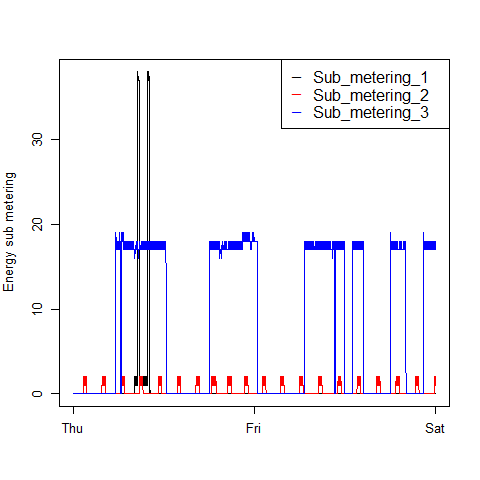 Sub_metering_1
Sub_metering_2
Sub_metering_3
Energy sub metering
30
20
10
0
Thu Fri Sat